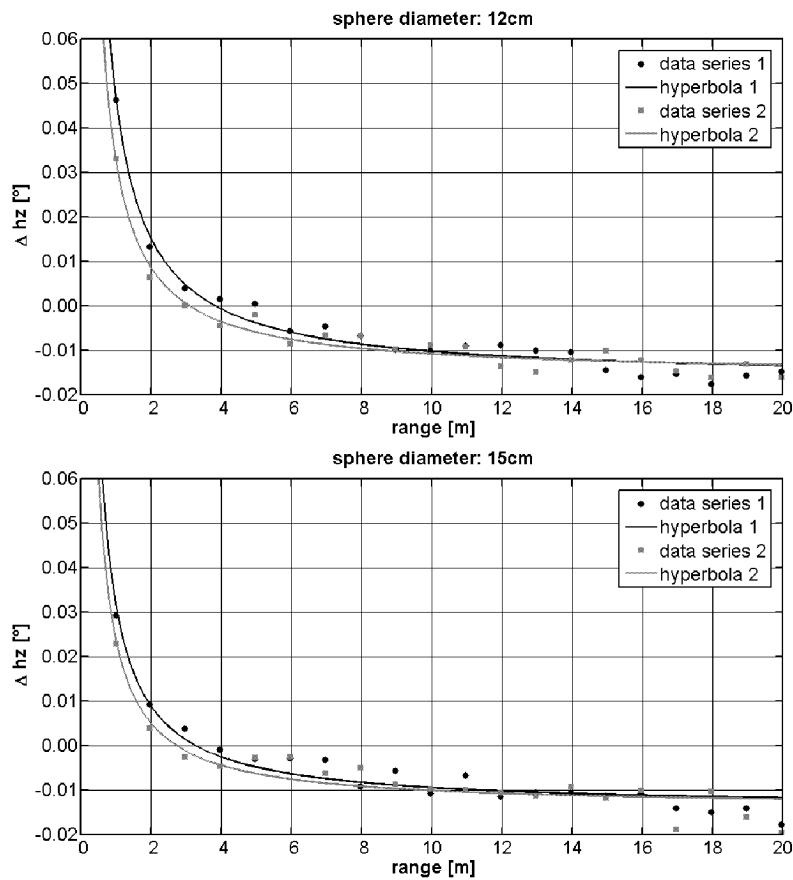 sphere diameter: 12cm
0.06
0.05
0.04
0.03
0.02
0.01
0.00
-0.01
-0.02
Δ hz [°]
data series 1
hyperbola 1
data series 2
hyperbola 2
0 2 4 6 8 10 12 14 16 18 20
range [m]
sphere diameter: 15cm
0.06
0.05
0.04
0.03
0.02
0.01
0.00
-0.01
-0.02
Δ hz [°]
data series 1
hyperbola 1
data series 2
hyperbola 2
0 2 4 6 8 10 12 14 16 18 20
range [m]